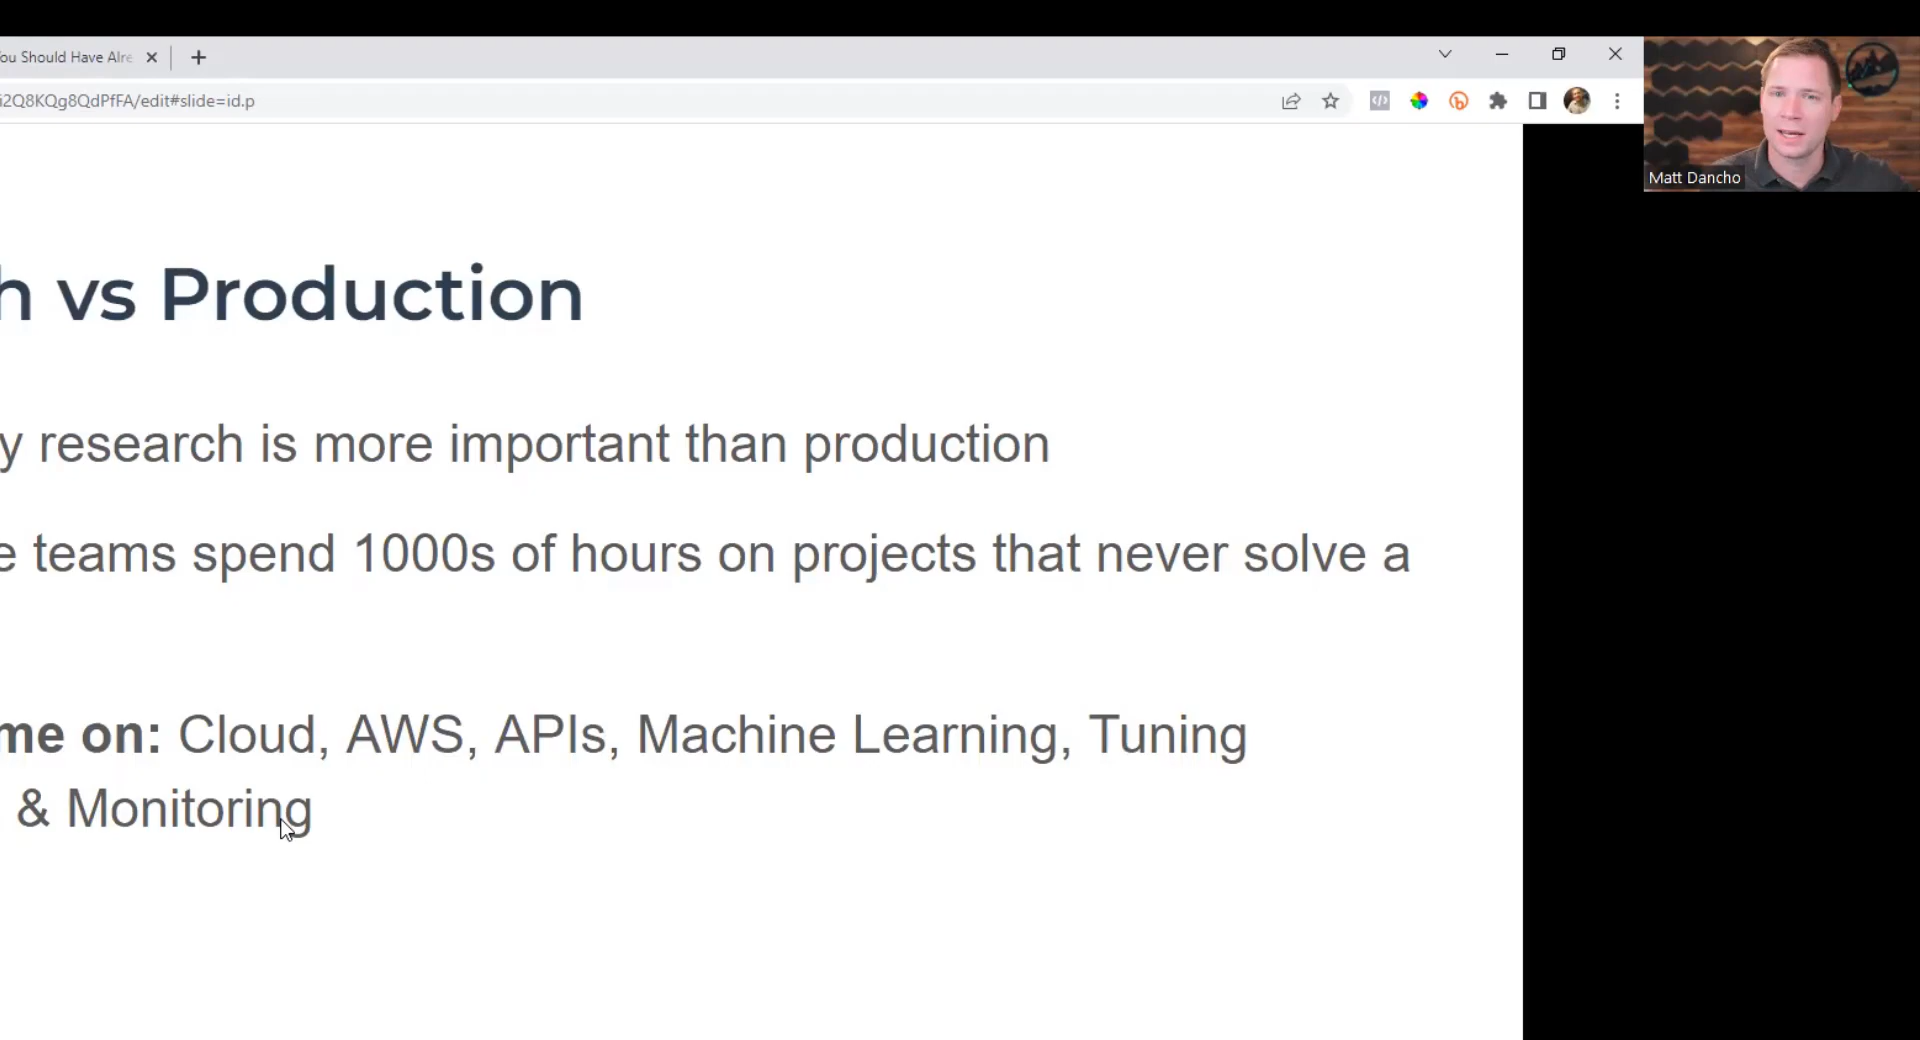 ou Should Have Alre
i2Q8KQg8QdPfFA/edit#slide=id.p
Matt Dancho
h vs Production
y research is more important than production
e teams spend 1000s of hours on projects that never solve a
me on: Cloud, AWS, APIs, Machine Learning, Tuning
& Monitoring